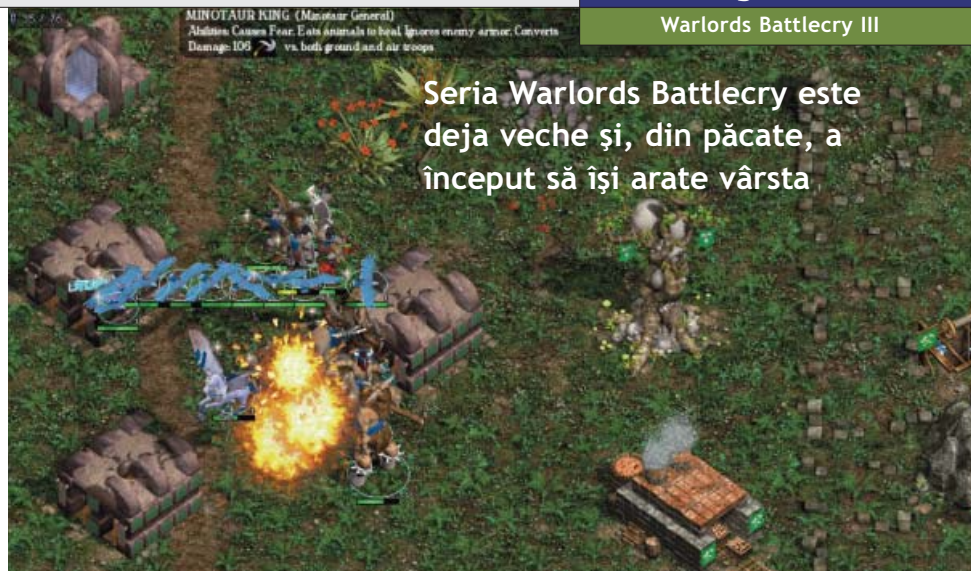 MINOTAUR KING (Minotaur General)
Abilities: Causes Fear, Eats animals to heal, Ignores enemy armor, Converts
Damage: 106 vs. both ground and air troops
Warlords Battlecry III
Seria Warlords Battlecry este
deja veche şi, din păcate, a
început să îşi arate vârsta